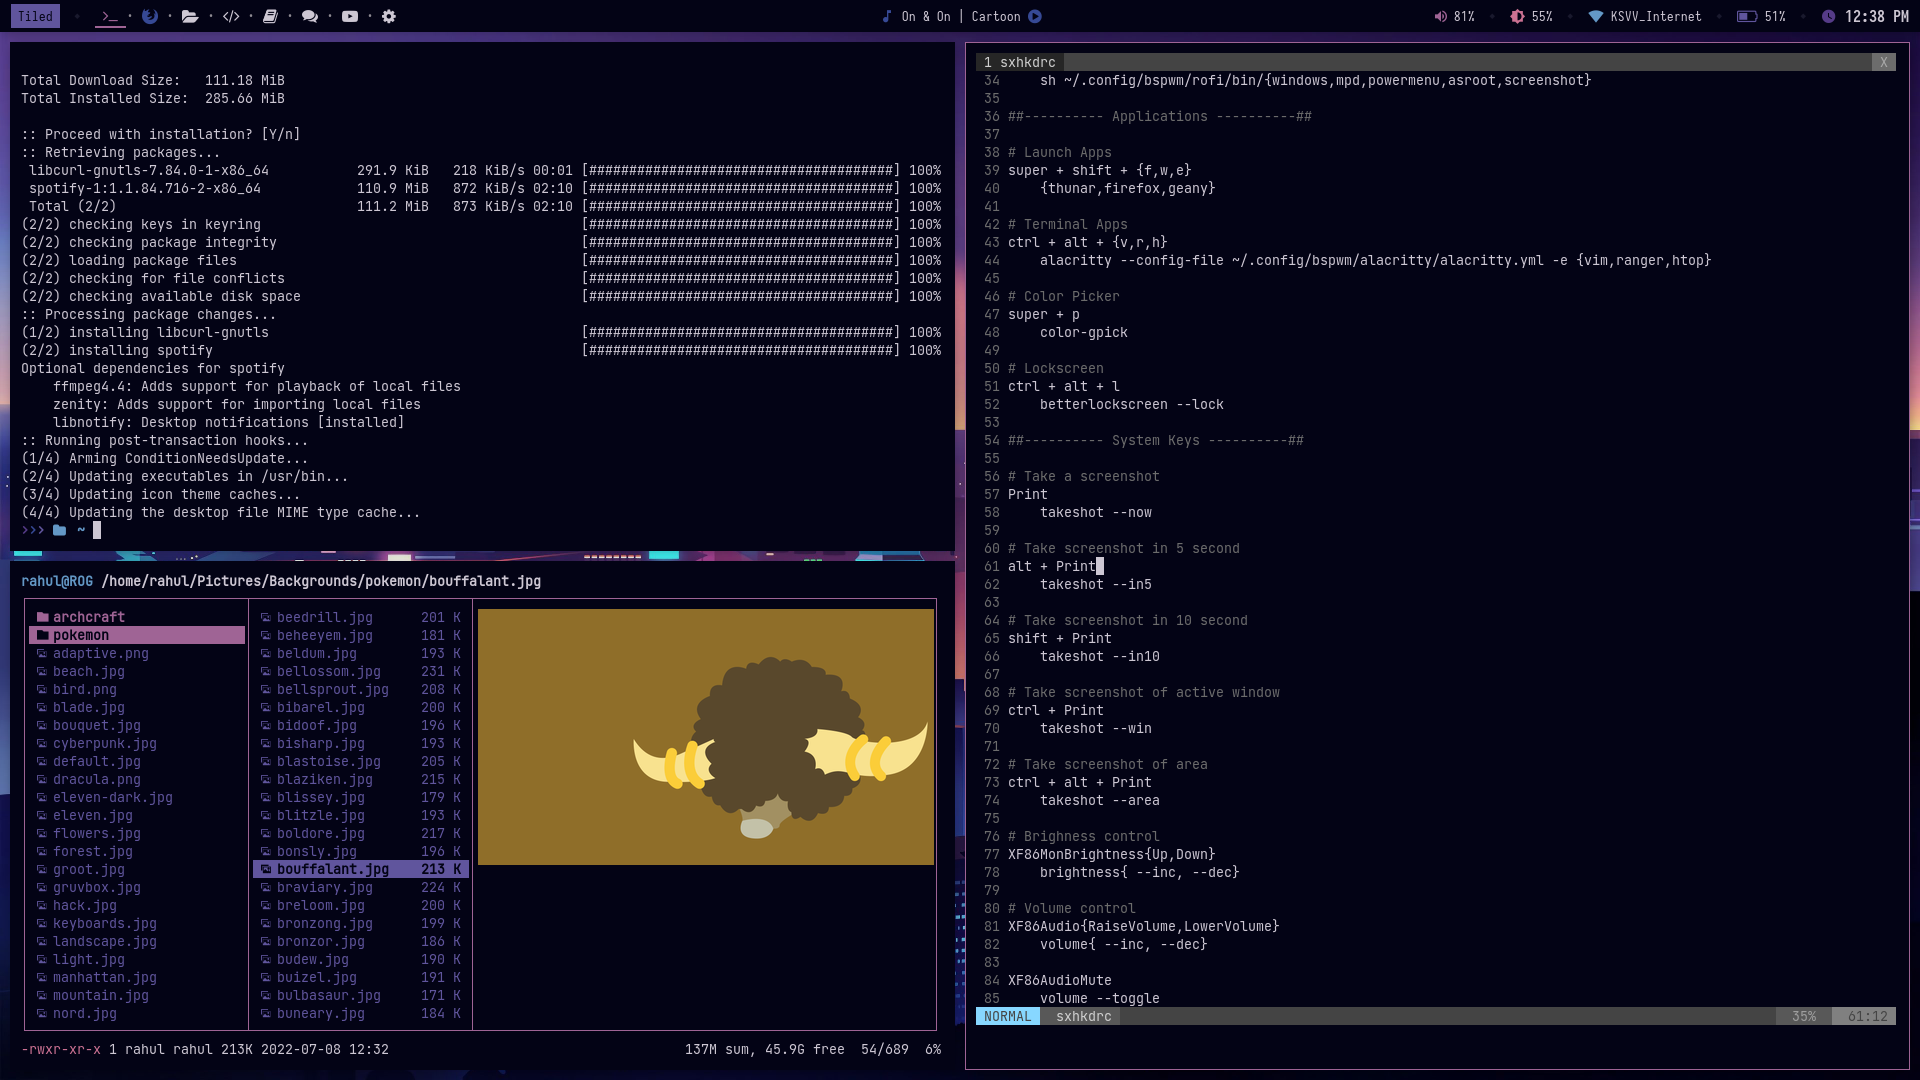 Tiled
On & On | Cartoon
81%
55%
KSVV_Internet
51%
12:38 PM
Total Download Size:   111.18 MiB
Total Installed Size:  285.66 MiB
:: Proceed with installation? [Y/n]
:: Retrieving packages...
libcurl-gnutls-7.84.0-1-x86_64 291.9 KiB 218 KiB/s 00:01 [######################################] 100%
spotify-1:1.1.84.716-2-x86_64 110.9 MiB 872 KiB/s 02:10 [######################################] 100%
Total (2/2) 111.2 MiB 873 KiB/s 02:10 [######################################] 100%
(2/2) checking keys in keyring [######################################] 100%
(2/2) checking package integrity [######################################] 100%
(2/2) loading package files [######################################] 100%
(2/2) checking for file conflicts [######################################] 100%
(2/2) checking available disk space [######################################] 100%
:: Processing package changes...
(1/2) installing libcurl-gnutls [######################################] 100%
(2/2) installing spotify [######################################] 100%
Optional dependencies for spotify
ffmpeg4.4: Adds support for playback of local files
zenity: Adds support for importing local files
libnotify: Desktop notifications [installed]
:: Running post-transaction hooks...
(1/4) Arming ConditionNeedsUpdate...
(2/4) Updating executables in /usr/bin...
(3/4) Updating icon theme caches...
(4/4) Updating the desktop file MIME type cache...
>>> ~
rahul@ROG /home/rahul/Pictures/Backgrounds/pokemon/bouffalant.jpg
archcraft
pokemon
adaptive.png
beach.jpg
bird.png
blade.jpg
bouquet.jpg
cyberpunk.jpg
default.jpg
dracula.png
eleven-dark.jpg
eleven.jpg
flowers.jpg
forest.jpg
groot.jpg
gruvbox.jpg
hack.jpg
keyboards.jpg
landscape.jpg
light.jpg
manhattan.jpg
mountain.jpg
nord.jpg
beedrill.jpg 201 K
beheeyem.jpg 181 K
beldum.jpg 193 K
bellossom.jpg 231 K
bellsprout.jpg 208 K
bibarel.jpg 200 K
bidoof.jpg 196 K
bisharp.jpg 193 K
blastoise.jpg 205 K
blaziken.jpg 215 K
blissey.jpg 179 K
blitzle.jpg 193 K
boldore.jpg 217 K
bonsly.jpg 196 K
bouffalant.jpg 213 K
braviary.jpg 224 K
breloom.jpg 200 K
bronzong.jpg 199 K
bronzor.jpg 186 K
budew.jpg 190 K
buizel.jpg 191 K
bulbasaur.jpg 171 K
buneary.jpg 184 K
-rwxr-xr-x 1 rahul rahul 213K 2022-07-08 12:32
137M sum, 45.9G free  54/689  6%
1 sxhkdrc X
34 sh ~/.config/bspwm/rofi/bin/{windows,mpd,powermenu,asroot,screenshot}
35
36 ##---------- Applications ----------##
37
38 # Launch Apps
39 super + shift + {f,w,e}
40 {thunar,firefox,geany}
41
42 # Terminal Apps
43 ctrl + alt + {v,r,h}
44 alacritty --config-file ~/.config/bspwm/alacritty/alacritty.yml -e {vim,ranger,htop}
45
46 # Color Picker
47 super + p
48 color-gpick
49
50 # Lockscreen
51 ctrl + alt + l
52 betterlockscreen --lock
53
54 ##---------- System Keys ----------##
55
56 # Take a screenshot
57 Print
58 takeshot --now
59
60 # Take screenshot in 5 second
61 alt + Print
62 takeshot --in5
63
64 # Take screenshot in 10 second
65 shift + Print
66 takeshot --in10
67
68 # Take screenshot of active window
69 ctrl + Print
70 takeshot --win
71
72 # Take screenshot of area
73 ctrl + alt + Print
74 takeshot --area
75
76 # Brighness control
77 XF86MonBrightness{Up,Down}
78 brightness{ --inc, --dec}
79
80 # Volume control
81 XF86Audio{RaiseVolume,LowerVolume}
82 volume{ --inc, --dec}
83
84 XF86AudioMute
85 volume --toggle
NORMAL sxhkdrc 35% 61:12